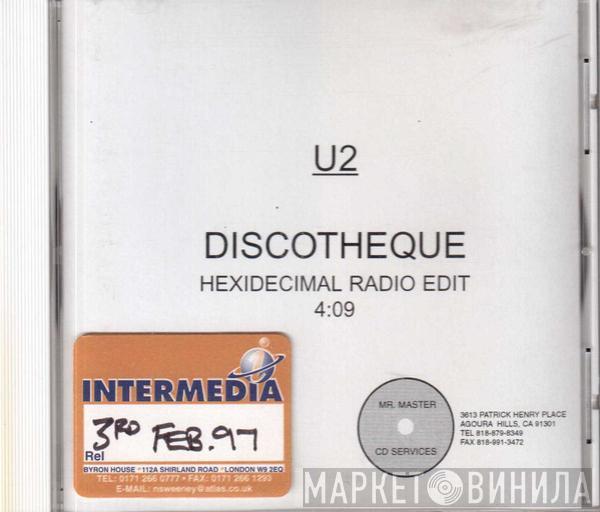 U2
DISCOTHEQUE
HEXIDECIMAL RADIO EDIT
4:09
INTERMEDIA
3RD FEB. 97
Rel
BYRON HOUSE "112A SHIRLAND ROAD "LONDON W9 2EQ
TEL: 0171 266 0777 • FAX: 0171 266 1293
E-MAIL: nsweeney@atlas.co.uk
MR. MASTER
CD SERVICES
3613 PATRICK HENRY PLACE
AGOURA HILLS, CA 91301
TEL 818-879-8349
FAX 818-991-3472
МАРКЕТ ВИНИЛА